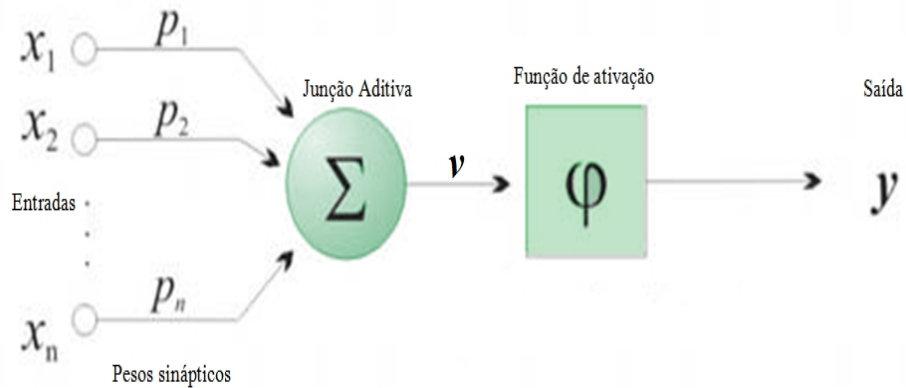 x1
p1
x2
p2
Entradas
xn
pn
Pesos sinápticos
Junção Aditiva
Σ
v
Função de ativação
φ
Saída
y